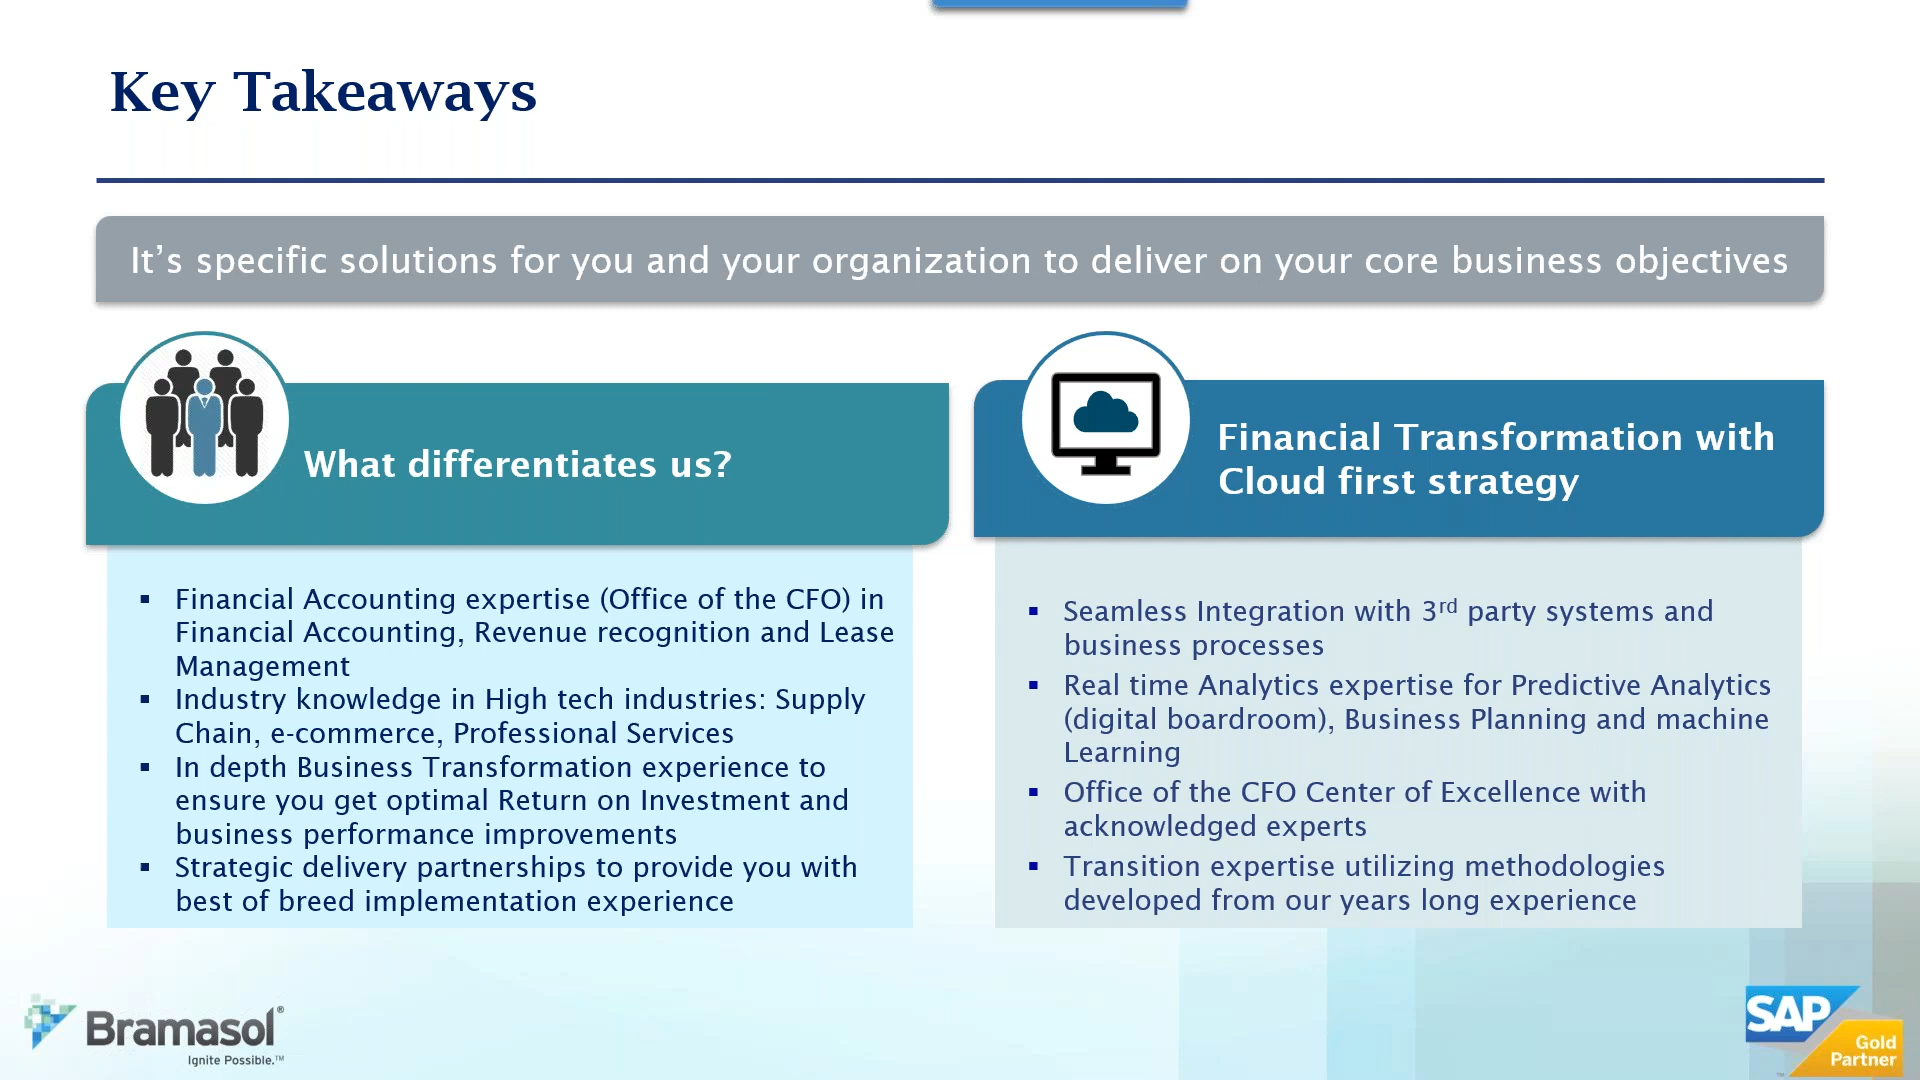 Key Takeaways
It’s specific solutions for you and your organization to deliver on your core business objectives
What differentiates us?
▪ Financial Accounting expertise (Office of the CFO) in
Financial Accounting, Revenue recognition and Lease
Management
▪ Industry knowledge in High tech industries: Supply
Chain, e-commerce, Professional Services
▪ In depth Business Transformation experience to
ensure you get optimal Return on Investment and
business performance improvements
▪ Strategic delivery partnerships to provide you with
best of breed implementation experience
Financial Transformation with
Cloud first strategy
▪ Seamless Integration with 3rd party systems and
business processes
▪ Real time Analytics expertise for Predictive Analytics
(digital boardroom), Business Planning and machine
Learning
▪ Office of the CFO Center of Excellence with
acknowledged experts
▪ Transition expertise utilizing methodologies
developed from our years long experience
Bramasol®
Ignite Possible.™
SAP
Gold
Partner
™